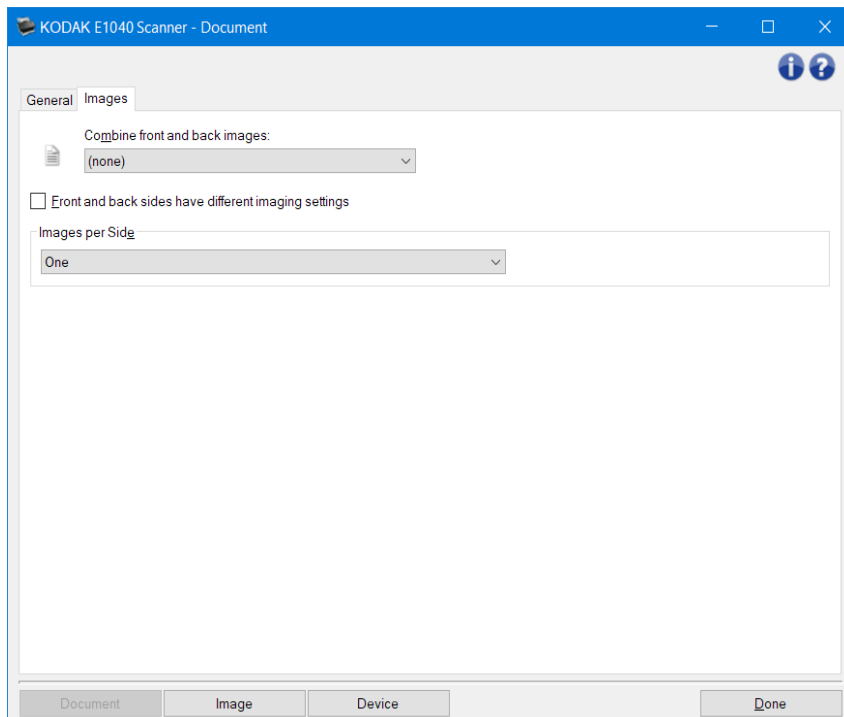 KODAK E1040 Scanner - Document
General Images
Combine front and back images:
(none)
Front and back sides have different imaging settings
Images per Side
One
Document Image Device Done